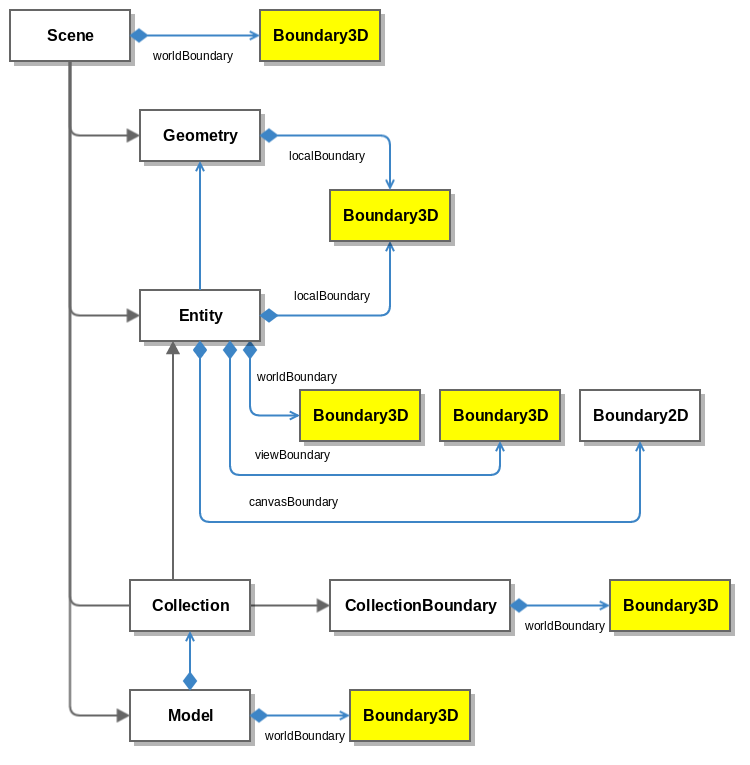 Scene
Boundary3D
worldBoundary
Geometry
localBoundary
Boundary3D
localBoundary
Entity
worldBoundary
Boundary3D
Boundary3D
Boundary2D
viewBoundary
canvasBoundary
Collection
CollectionBoundary
Boundary3D
worldBoundary
Model
Boundary3D
worldBoundary